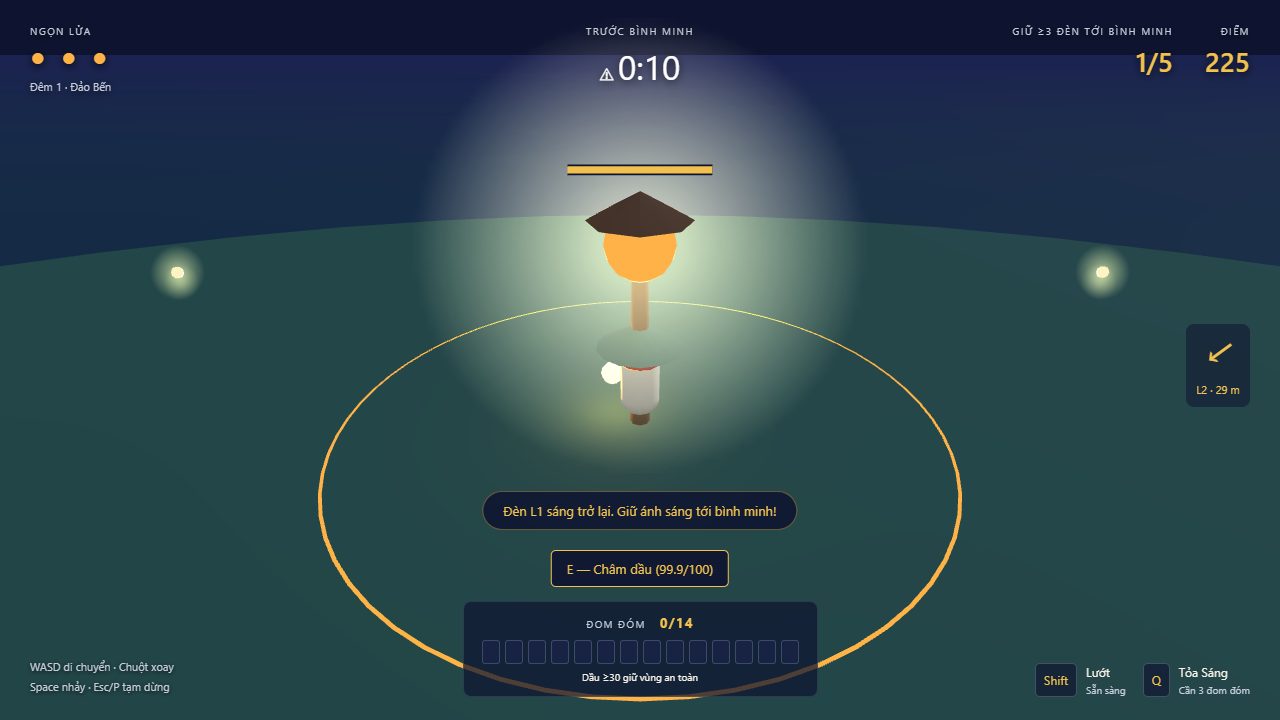 NGỌN LỬA
Đêm 1 · Đảo Bến
TRƯỚC BÌNH MINH
⚠0:10
GIỮ ≥3 ĐÈN TỚI BÌNH MINH
1/5
ĐIỂM
225
L2 · 29 m
Đèn L1 sáng trở lại. Giữ ánh sáng tới bình minh!
E — Châm dầu (99.9/100)
ĐOM ĐÓM 0/14
Dầu ≥30 giữ vùng an toàn
WASD di chuyển · Chuột xoay
Space nhảy · Esc/P tạm dừng
Shift
Lướt
Sẵn sàng
Q
Tỏa Sáng
Cần 3 đom đóm